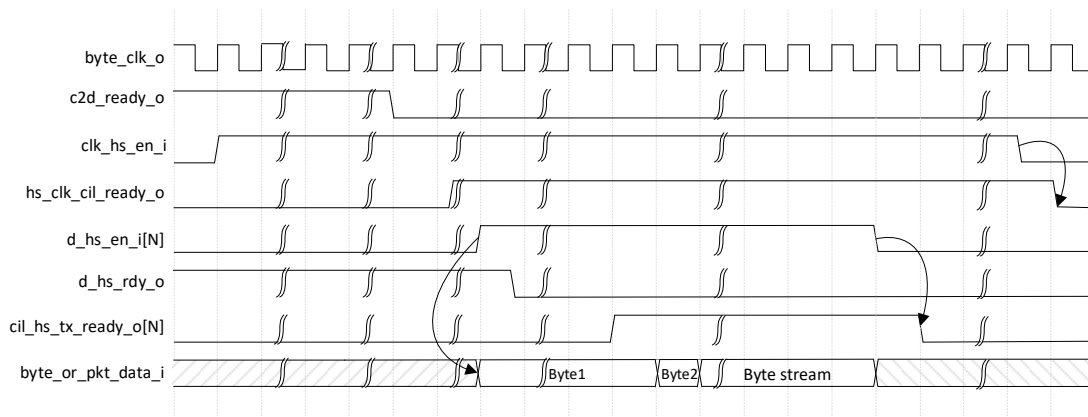 byte_clk_o
c2d_ready_o
clk_hs_en_i
hs_clk_cil_ready_o
d_hs_en_i[N]
d_hs_rdy_o
cil_hs_tx_ready_o[N]
byte_or_pkt_data_i Byte1 Byte2 Byte stream